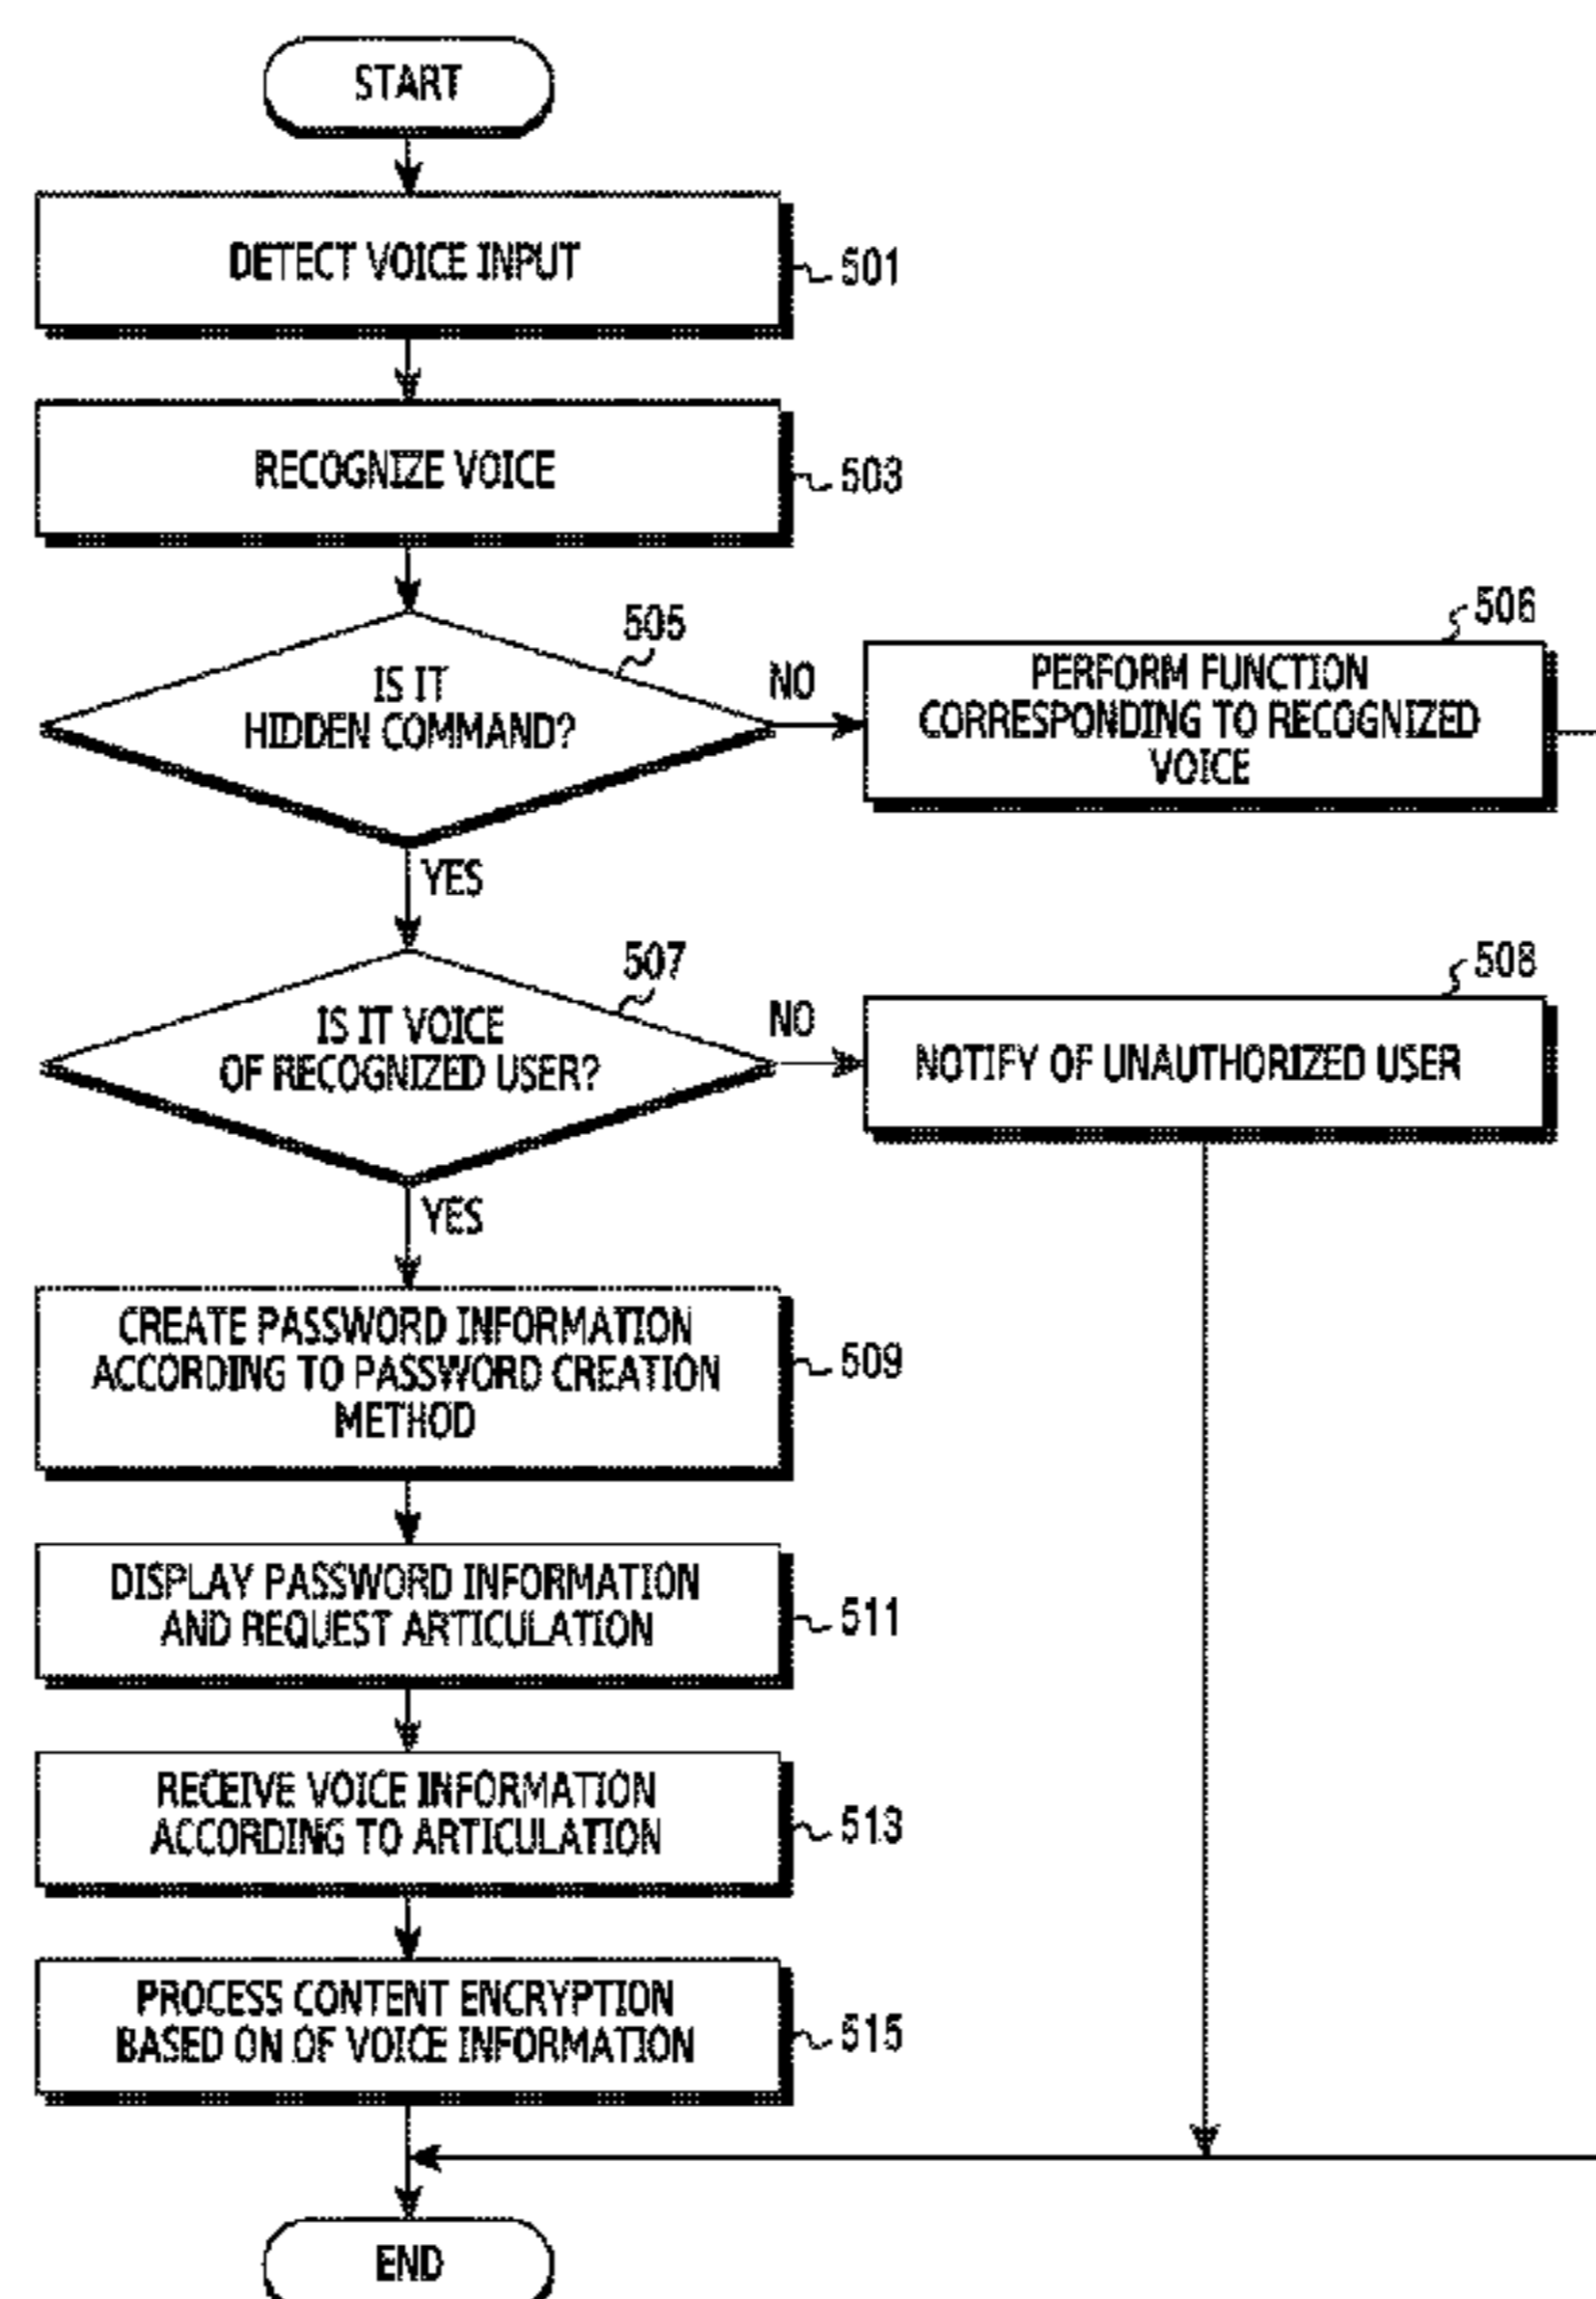 START
DETECT VOICE INPUT
501
RECOGNIZE VOICE
503
505
IS IT
HIDDEN COMMAND?
NO
506
PERFORM FUNCTION
CORRESPONDING TO RECOGNIZED
VOICE
YES
507
IS IT VOICE
OF RECOGNIZED USER?
NO
508
NOTIFY OF UNAUTHORIZED USER
YES
CREATE PASSWORD INFORMATION
ACCORDING TO PASSWORD CREATION
METHOD
509
DISPLAY PASSWORD INFORMATION
AND REQUEST ARTICULATION
511
RECEIVE VOICE INFORMATION
ACCORDING TO ARTICULATION
513
PROCESS CONTENT ENCRYPTION
BASED ON OF VOICE INFORMATION
515
END